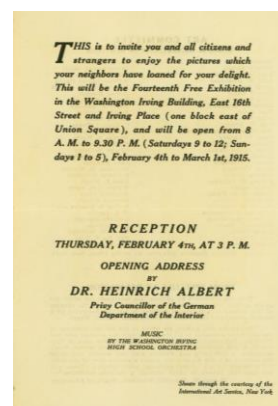 THIS is to invite you and all citizens and
strangers to enjoy the pictures which
your neighbors have loaned for your delight.
This will be the Fourteenth Free Exhibition
in the Washington Irving Building, East 16th
Street and Irving Place (one block east of
Union Square), and will be open from 8
A. M. to 9.30 P. M. (Saturdays 9 to 12; Sun-
days 1 to 5), February 4th to March 1st, 1915.
RECEPTION
THURSDAY, FEBRUARY 4TH, AT 3 P. M.
OPENING ADDRESS
BY
DR. HEINRICH ALBERT
Privy Councillor of the German
Department of the Interior
MUSIC
BY THE WASHINGTON IRVING
HIGH SCHOOL ORCHESTRA
Shown through the courtesy of the
International Art Service, New York